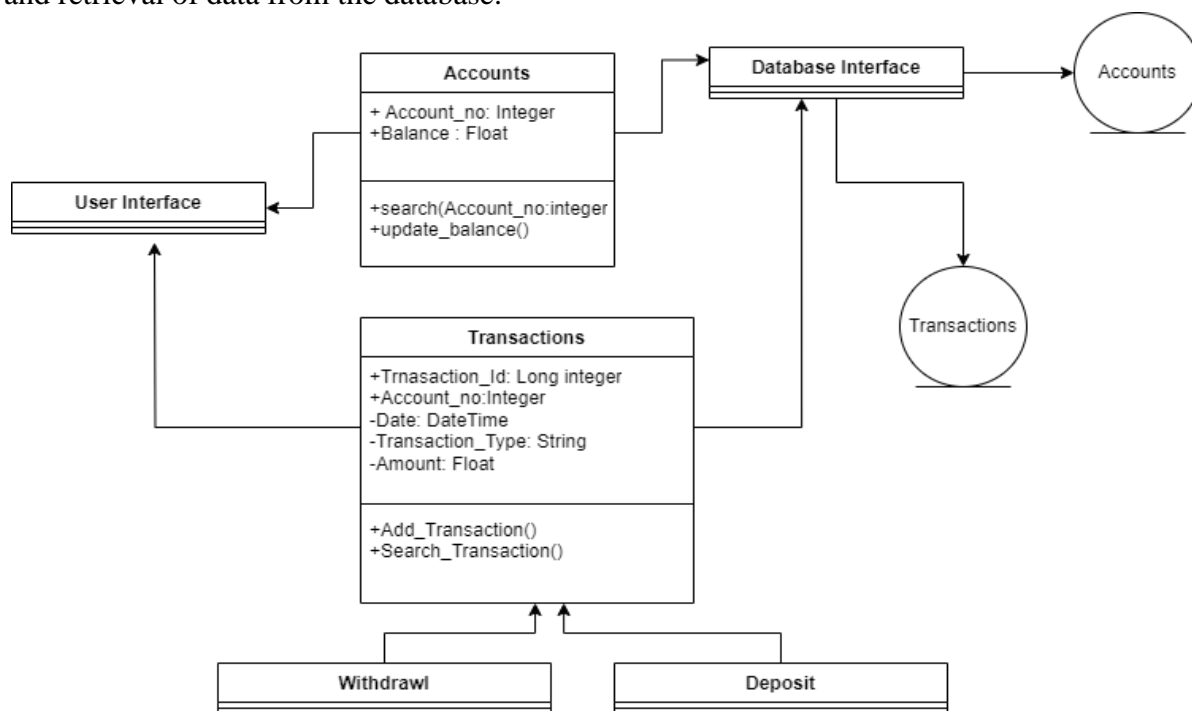 and retrieval of data from the database.
Accounts
+ Account_no: Integer
+Balance : Float
+search(Account_no:integer
+update_balance()
Database Interface
Accounts
User Interface
Transactions
Transactions
+Trnasaction_Id: Long integer
+Account_no:Integer
-Date: DateTime
-Transaction_Type: String
-Amount: Float
+Add_Transaction()
+Search_Transaction()
Withdrawl
Deposit